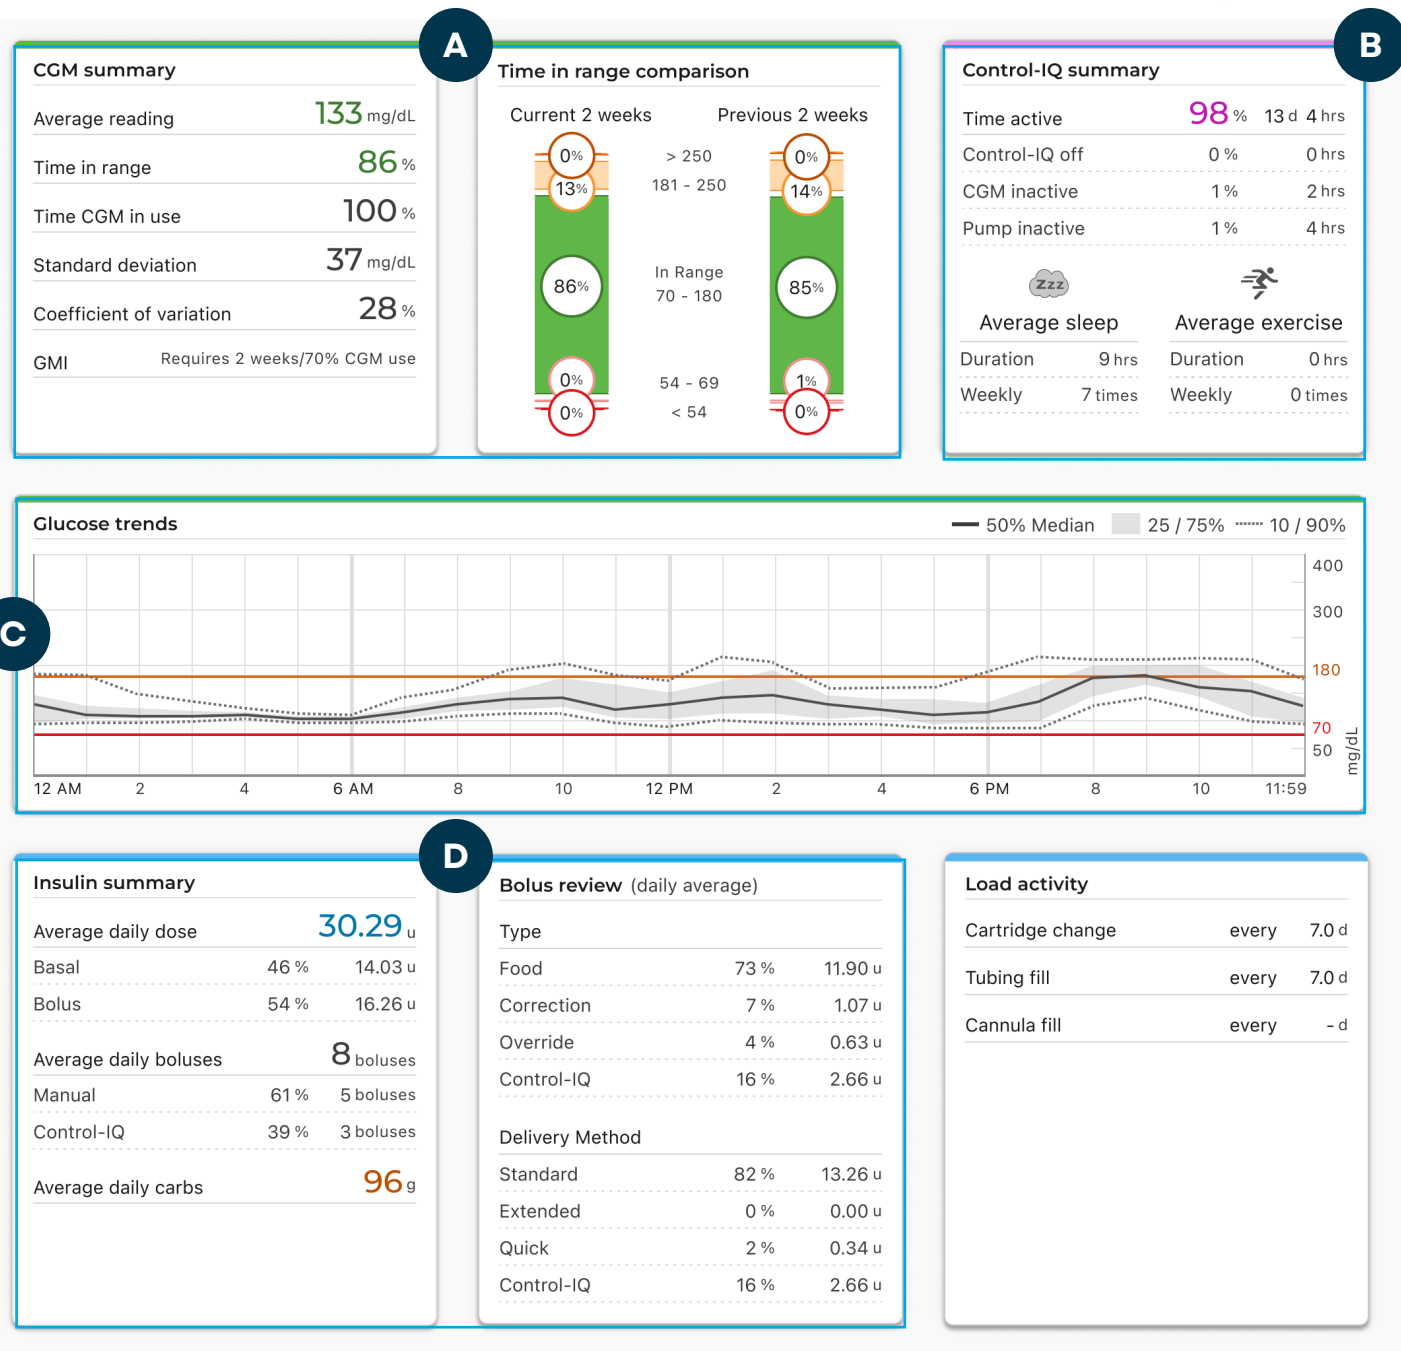 A
B
CGM summary
Average reading 133 mg/dL
Time in range 86 %
Time CGM in use 100 %
Standard deviation 37 mg/dL
Coefficient of variation 28 %
GMI Requires 2 weeks/70% CGM use
Time in range comparison
Current 2 weeks Previous 2 weeks
0% > 250 0%
13% 181 - 250 14%
86% In Range 85%
70 - 180
0% 54 - 69 1%
0% < 54 0%
Control-IQ summary
Time active 98 % 13 d 4 hrs
Control-IQ off 0 % 0 hrs
CGM inactive 1 % 2 hrs
Pump inactive 1 % 4 hrs
Zzz
Average sleep
Duration 9 hrs
Weekly 7 times
Average exercise
Duration 0 hrs
Weekly 0 times
C
Glucose trends 50% Median 25 / 75% 10 / 90%
400
300
180
70
50
mg/dL
12 AM 2 4 6 AM 8 10 12 PM 2 4 6 PM 8 10 11:59
D
Insulin summary
Average daily dose 30.29 u
Basal 46 % 14.03 u
Bolus 54 % 16.26 u
Average daily boluses 8 boluses
Manual 61 % 5 boluses
Control-IQ 39 % 3 boluses
Average daily carbs 96 g
Bolus review (daily average)
Type
Food 73 % 11.90 u
Correction 7 % 1.07 u
Override 4 % 0.63 u
Control-IQ 16 % 2.66 u
Delivery Method
Standard 82 % 13.26 u
Extended 0 % 0.00 u
Quick 2 % 0.34 u
Control-IQ 16 % 2.66 u
Load activity
Cartridge change every 7.0 d
Tubing fill every 7.0 d
Cannula fill every - d